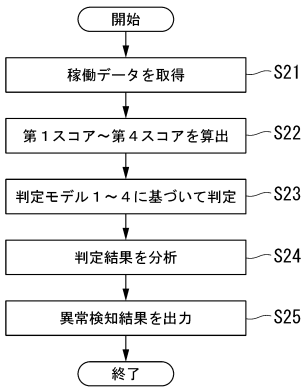 開始
稼働データを取得
S21
第1スコア～第4スコアを算出
S22
判定モデル1～4に基づいて判定
S23
判定結果を分析
S24
異常検知結果を出力
S25
終了